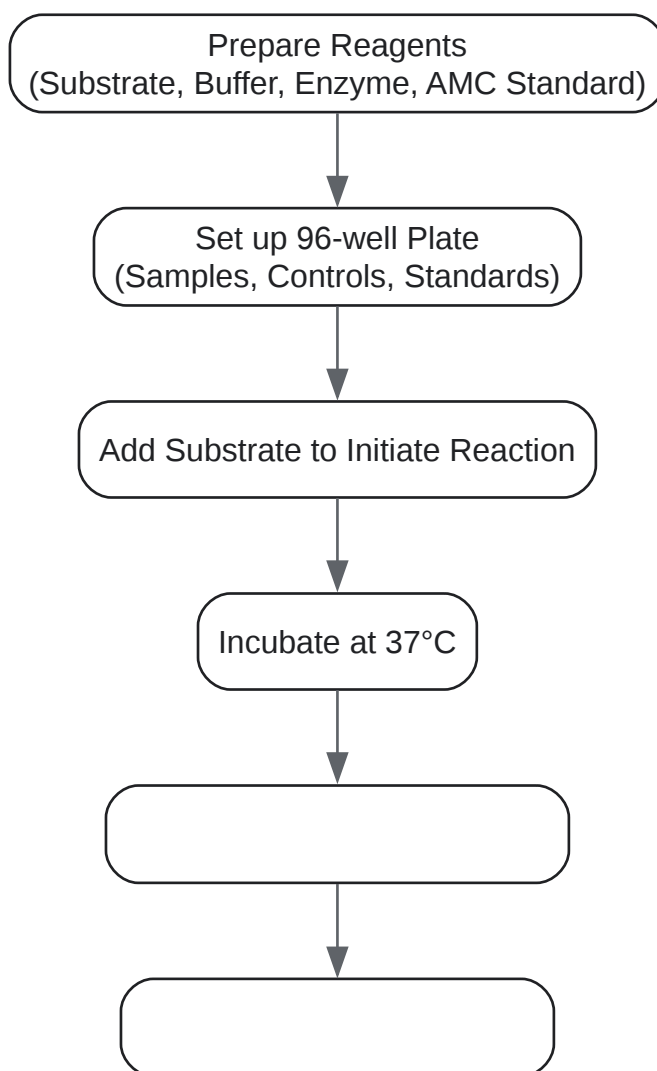 Prepare Reagents
(Substrate, Buffer, Enzyme, AMC Standard)
Set up 96-well Plate
(Samples, Controls, Standards)
Add Substrate to Initiate Reaction
Incubate at 37°C